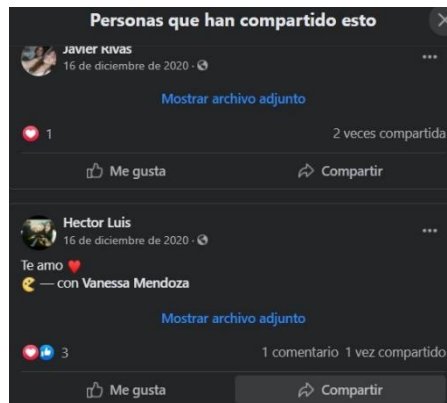 Personas que han compartido esto
Javier Rivas
16 de diciembre de 2020 ·
Mostrar archivo adjunto
1
2 veces compartida
Me gusta
Compartir
Hector Luis
16 de diciembre de 2020 ·
Te amo
— con Vanessa Mendoza
Mostrar archivo adjunto
3
1 comentario 1 vez compartido
Me gusta
Compartir